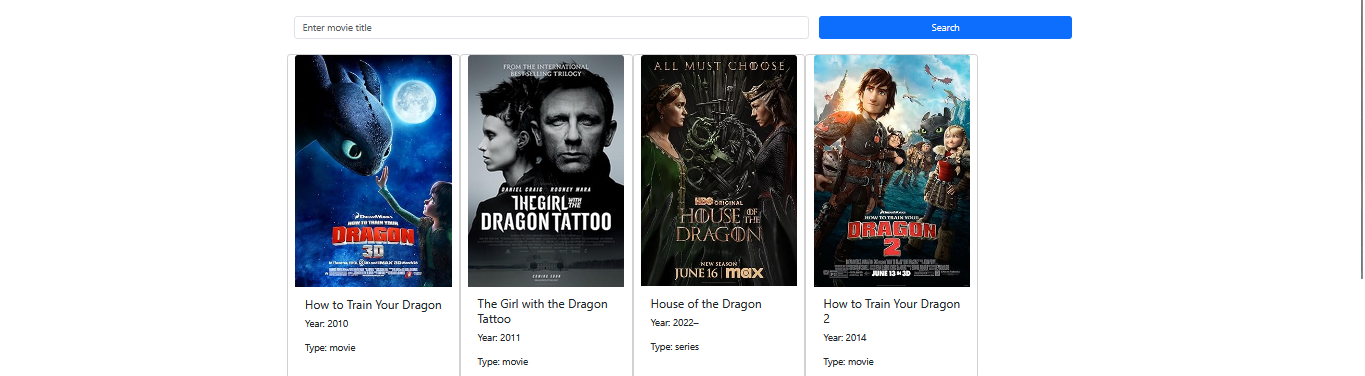 Enter movie title
Search
HOW TO TRAIN YOUR
DRAGON
3D
How to Train Your Dragon
Year: 2010
Type: movie
FROM THE INTERNATIONAL
BEST-SELLING TRILOGY
DANIEL CRAIG ROONEY MARA
THE GIRL WITH THE
DRAGON TATTOO
COMING SOON
The Girl with the Dragon
Tattoo
Year: 2011
Type: movie
ALL MUST CHOOSE
HBO ORIGINAL
HOUSE OF THE
DRAGON
NEW SEASON
JUNE 16 max
House of the Dragon
Year: 2022–
Type: series
DREAMWORKS
HOW TO TRAIN YOUR
DRAGON
2
JUNE 13 IN 3D
How to Train Your Dragon
2
Year: 2014
Type: movie